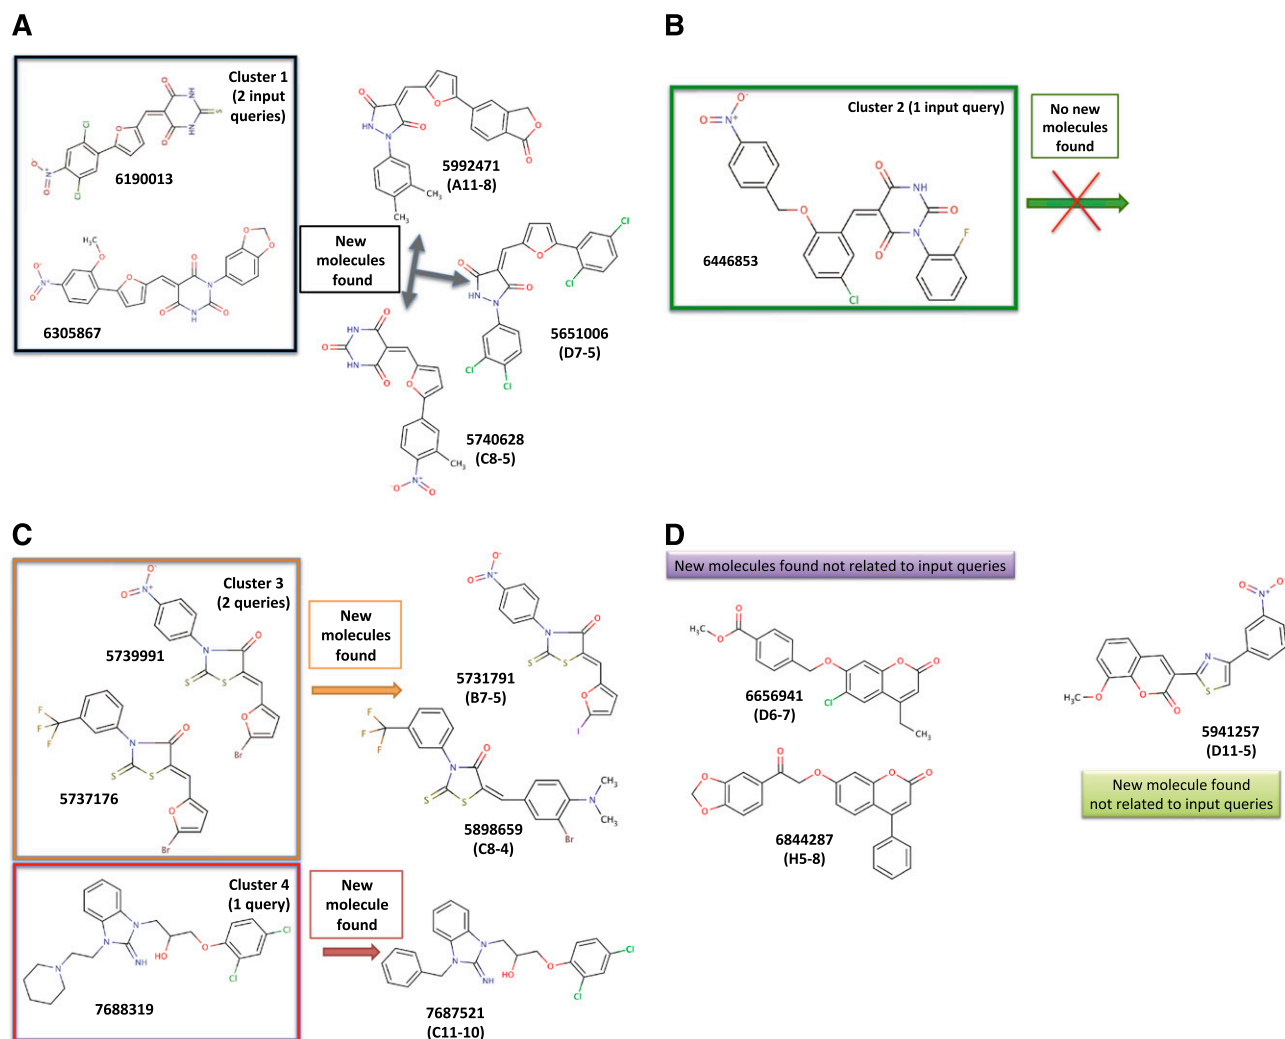 A
Cluster 1
(2 input
queries)
6190013
6305867
New
molecules
found
5992471
(A11-8)
5651006
(D7-5)
5740628
(C8-5)
B
Cluster 2 (1 input query)
6446853
No new
molecules
found
C
Cluster 3
(2 queries)
5739991
5737176
New
molecules
found
5731791
(B7-5)
5898659
(C8-4)
Cluster 4
(1 query)
7688319
New
molecule
found
7687521
(C11-10)
D
New molecules found not related to input queries
6656941
(D6-7)
6844287
(H5-8)
5941257
(D11-5)
New molecule found
not related to input queries